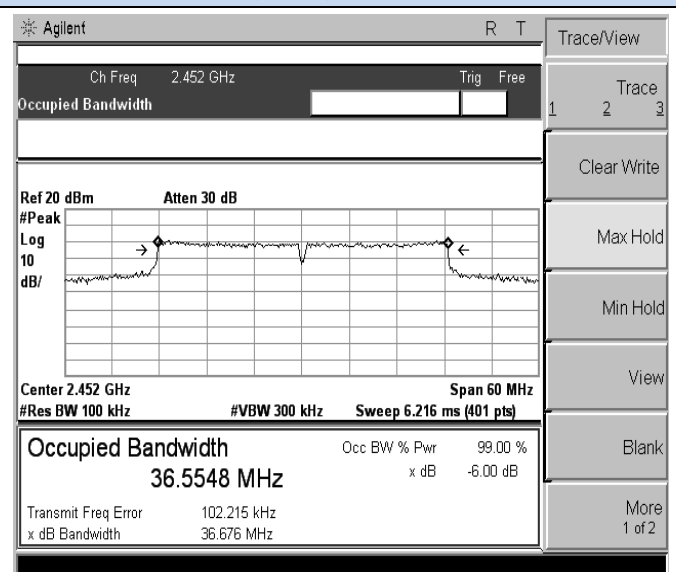 Agilent R T
Trace/View
Ch Freq 2.452 GHz Trig Free
Occupied Bandwidth
Trace
1 2 3
Clear Write
Ref 20 dBm Atten 30 dB
#Peak
Log
10
dB/
Max Hold
Min Hold
View
Center 2.452 GHz Span 60 MHz
#Res BW 100 kHz #VBW 300 kHz Sweep 6.216 ms (401 pts)
Occupied Bandwidth
36.5548 MHz
Occ BW % Pwr 99.00 %
x dB -6.00 dB
Blank
Transmit Freq Error 102.215 kHz
x dB Bandwidth 36.676 MHz
More
1 of 2